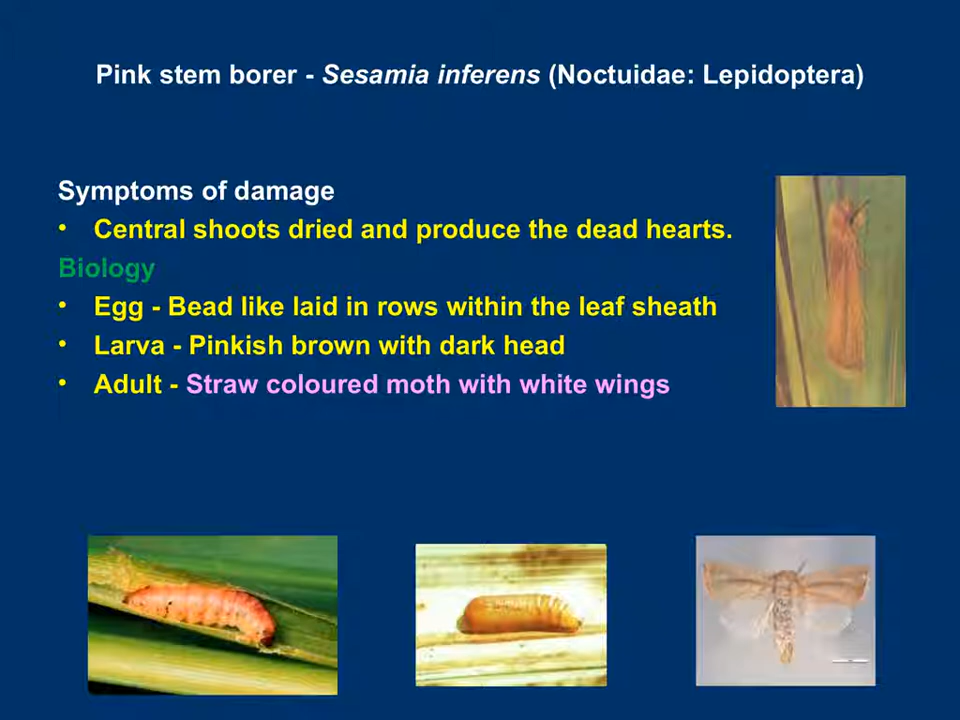 Pink stem borer - Sesamia inferens (Noctuidae: Lepidoptera)
Symptoms of damage
• Central shoots dried and produce the dead hearts.
Biology
• Egg - Bead like laid in rows within the leaf sheath
• Larva - Pinkish brown with dark head
• Adult - Straw coloured moth with white wings